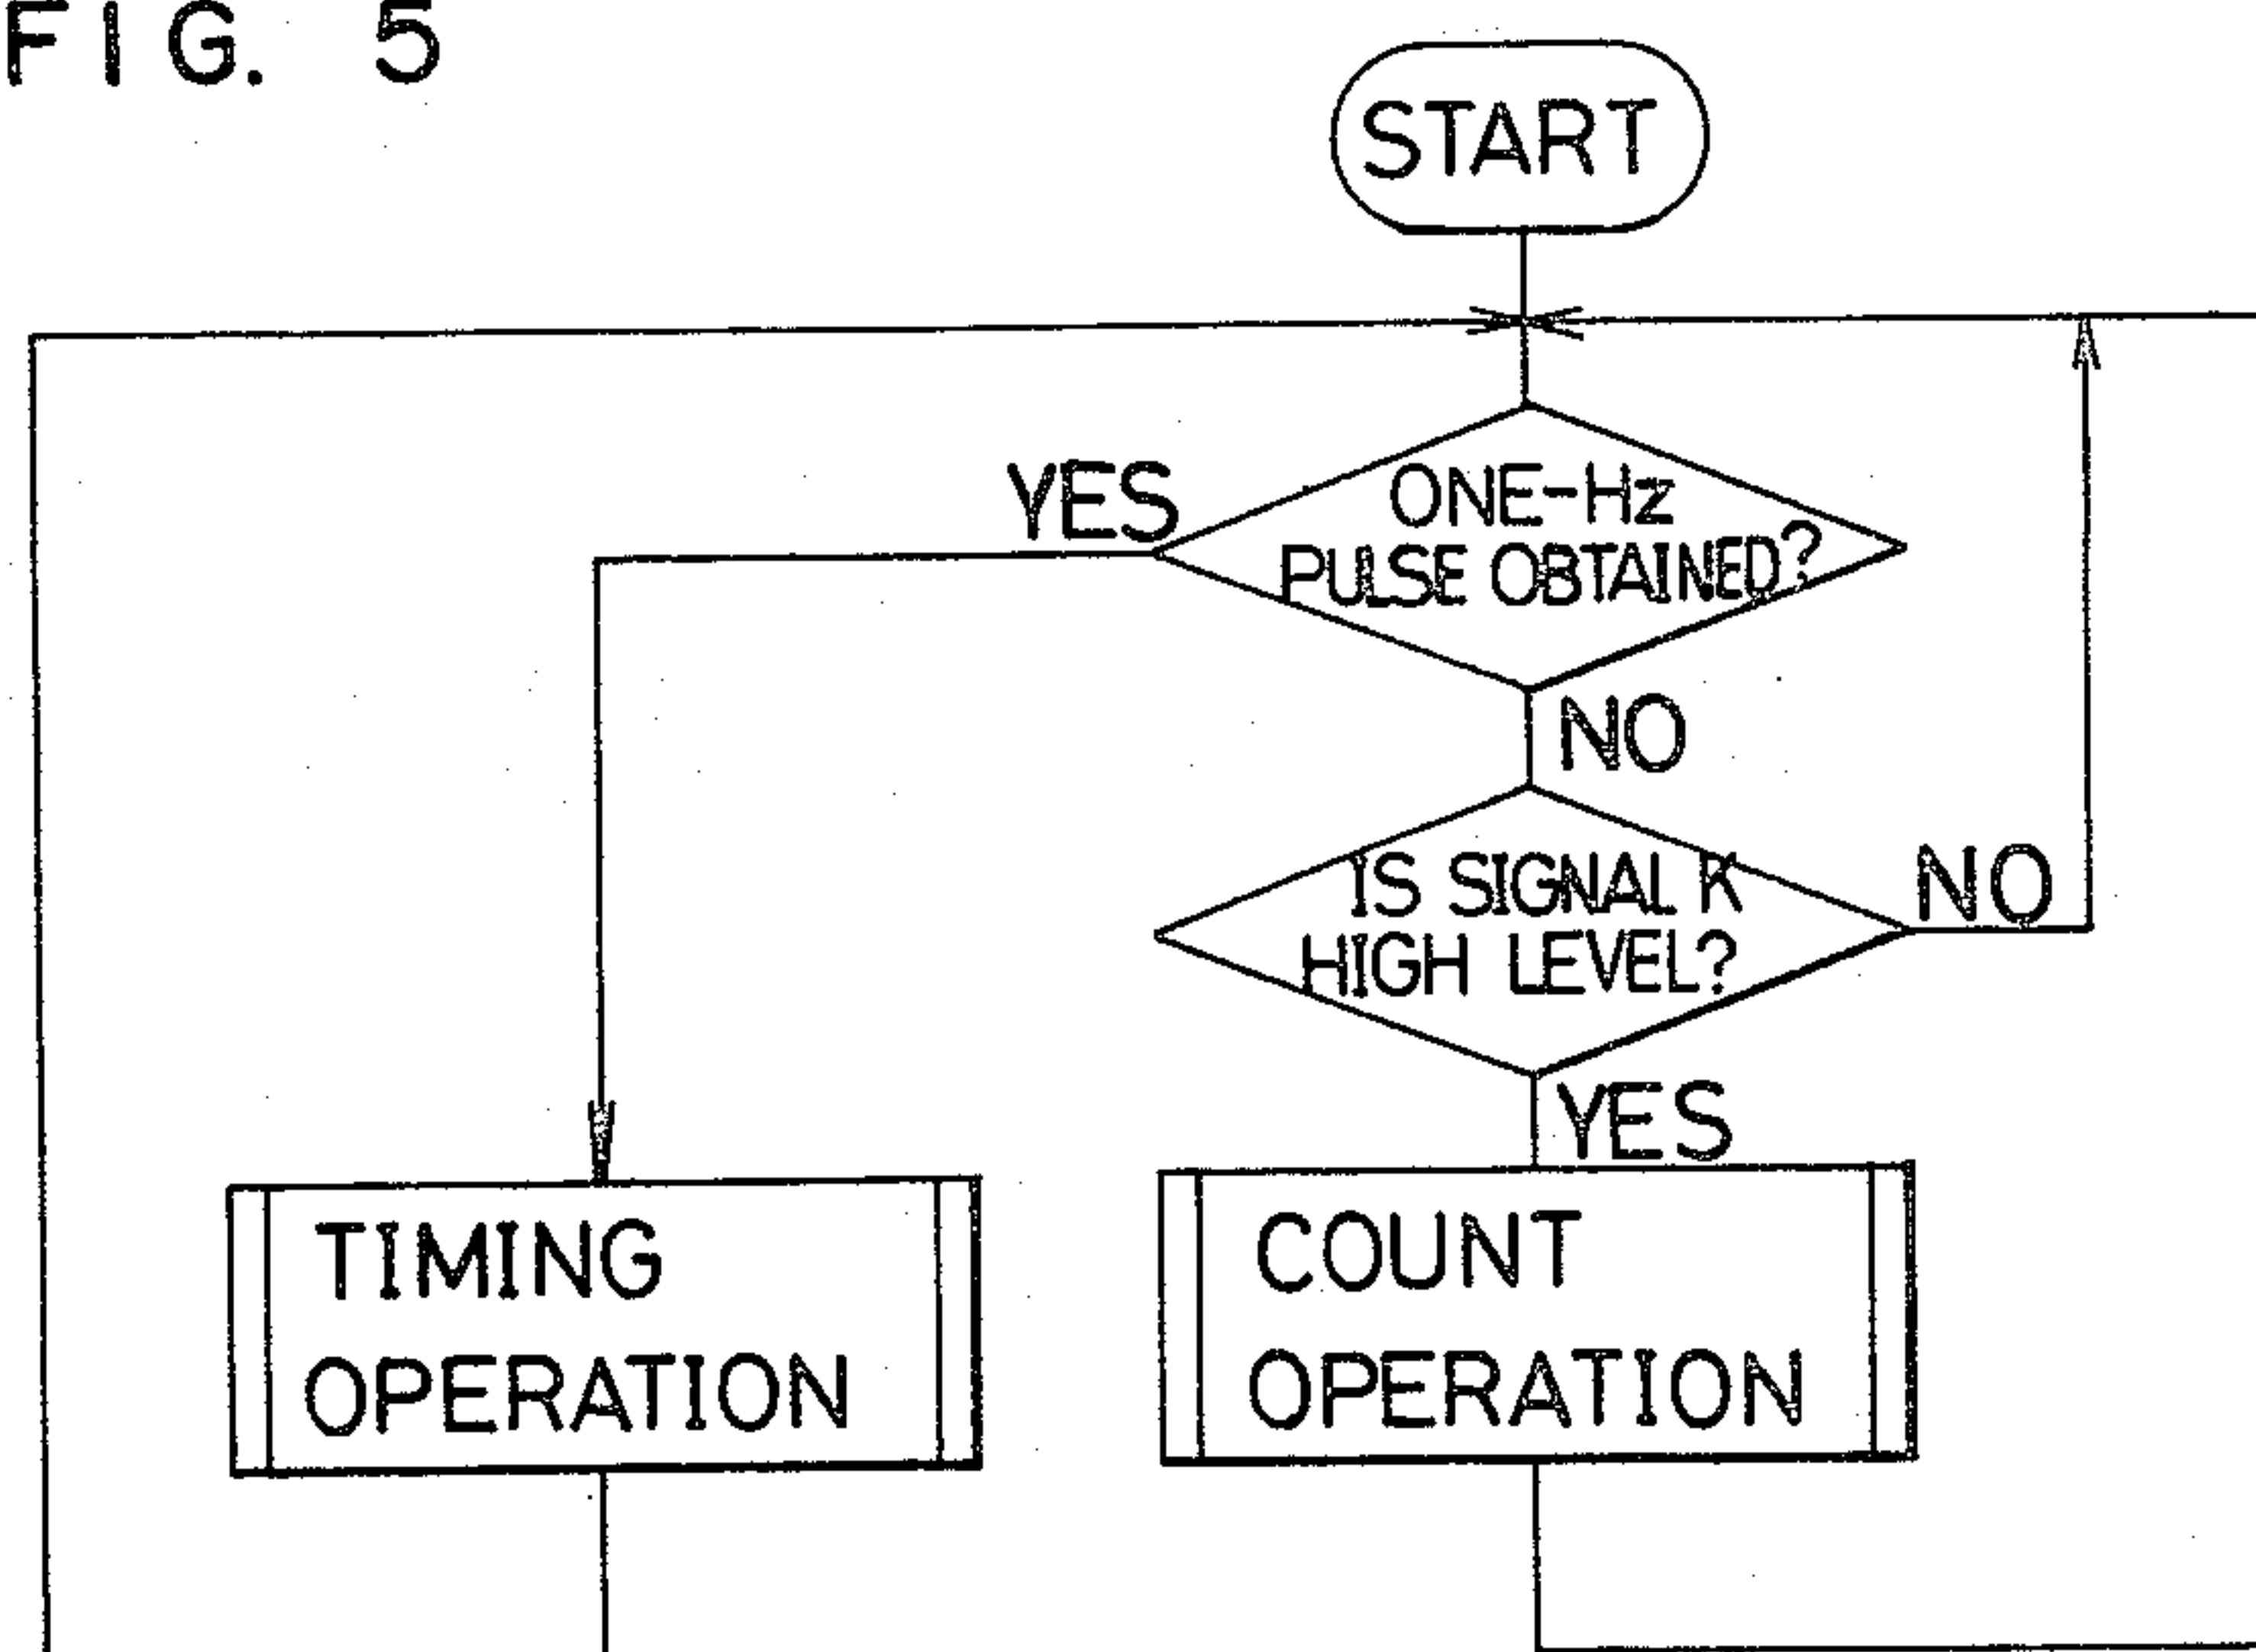 FIG. 5
START
YES
ONE-Hz
PULSE OBTAINED?
NO
IS SIGNAL K
HIGH LEVEL?
NO
YES
TIMING
OPERATION
COUNT
OPERATION